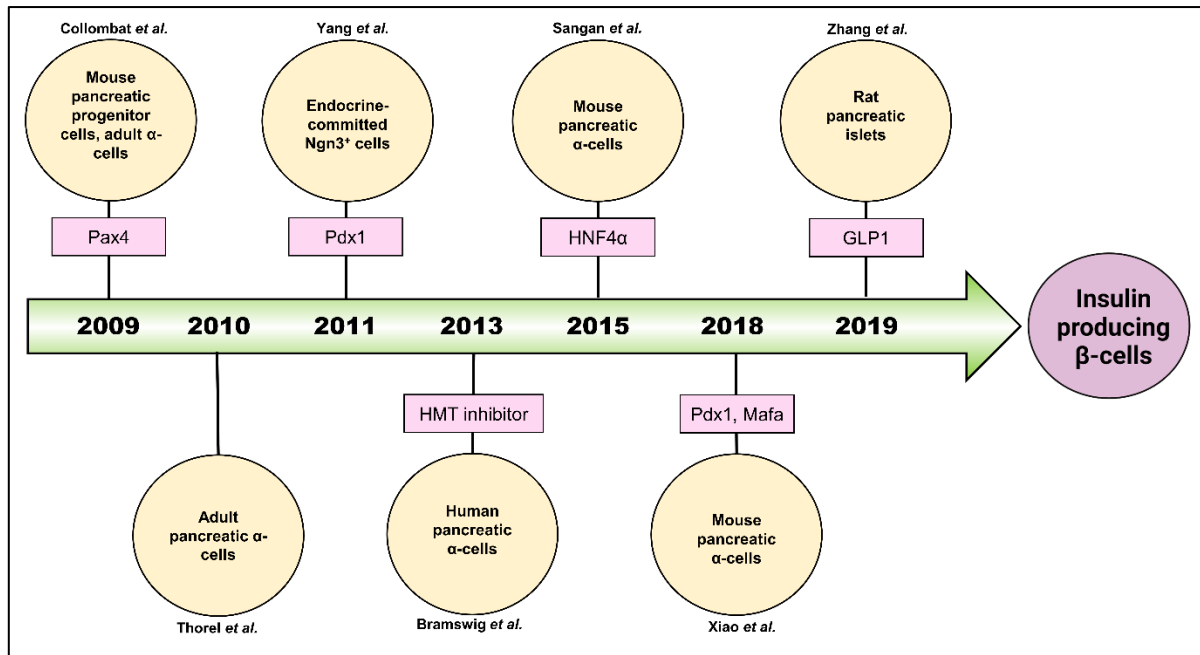 Collombat et al.
Yang et al.
Sangan et al.
Zhang et al.
Mouse
pancreatic
progenitor
cells, adult α-
cells
Endocrine-
committed
Ngn3⁺ cells
Mouse
pancreatic
α-cells
Rat
pancreatic
islets
Pax4
Pdx1
HNF4α
GLP1
2009
2010
2011
2013
2015
2018
2019
Insulin
producing
β-cells
HMT inhibitor
Pdx1, Mafa
Adult
pancreatic α-
cells
Human
pancreatic
α-cells
Mouse
pancreatic
α-cells
Thorel et al.
Bramswig et al.
Xiao et al.